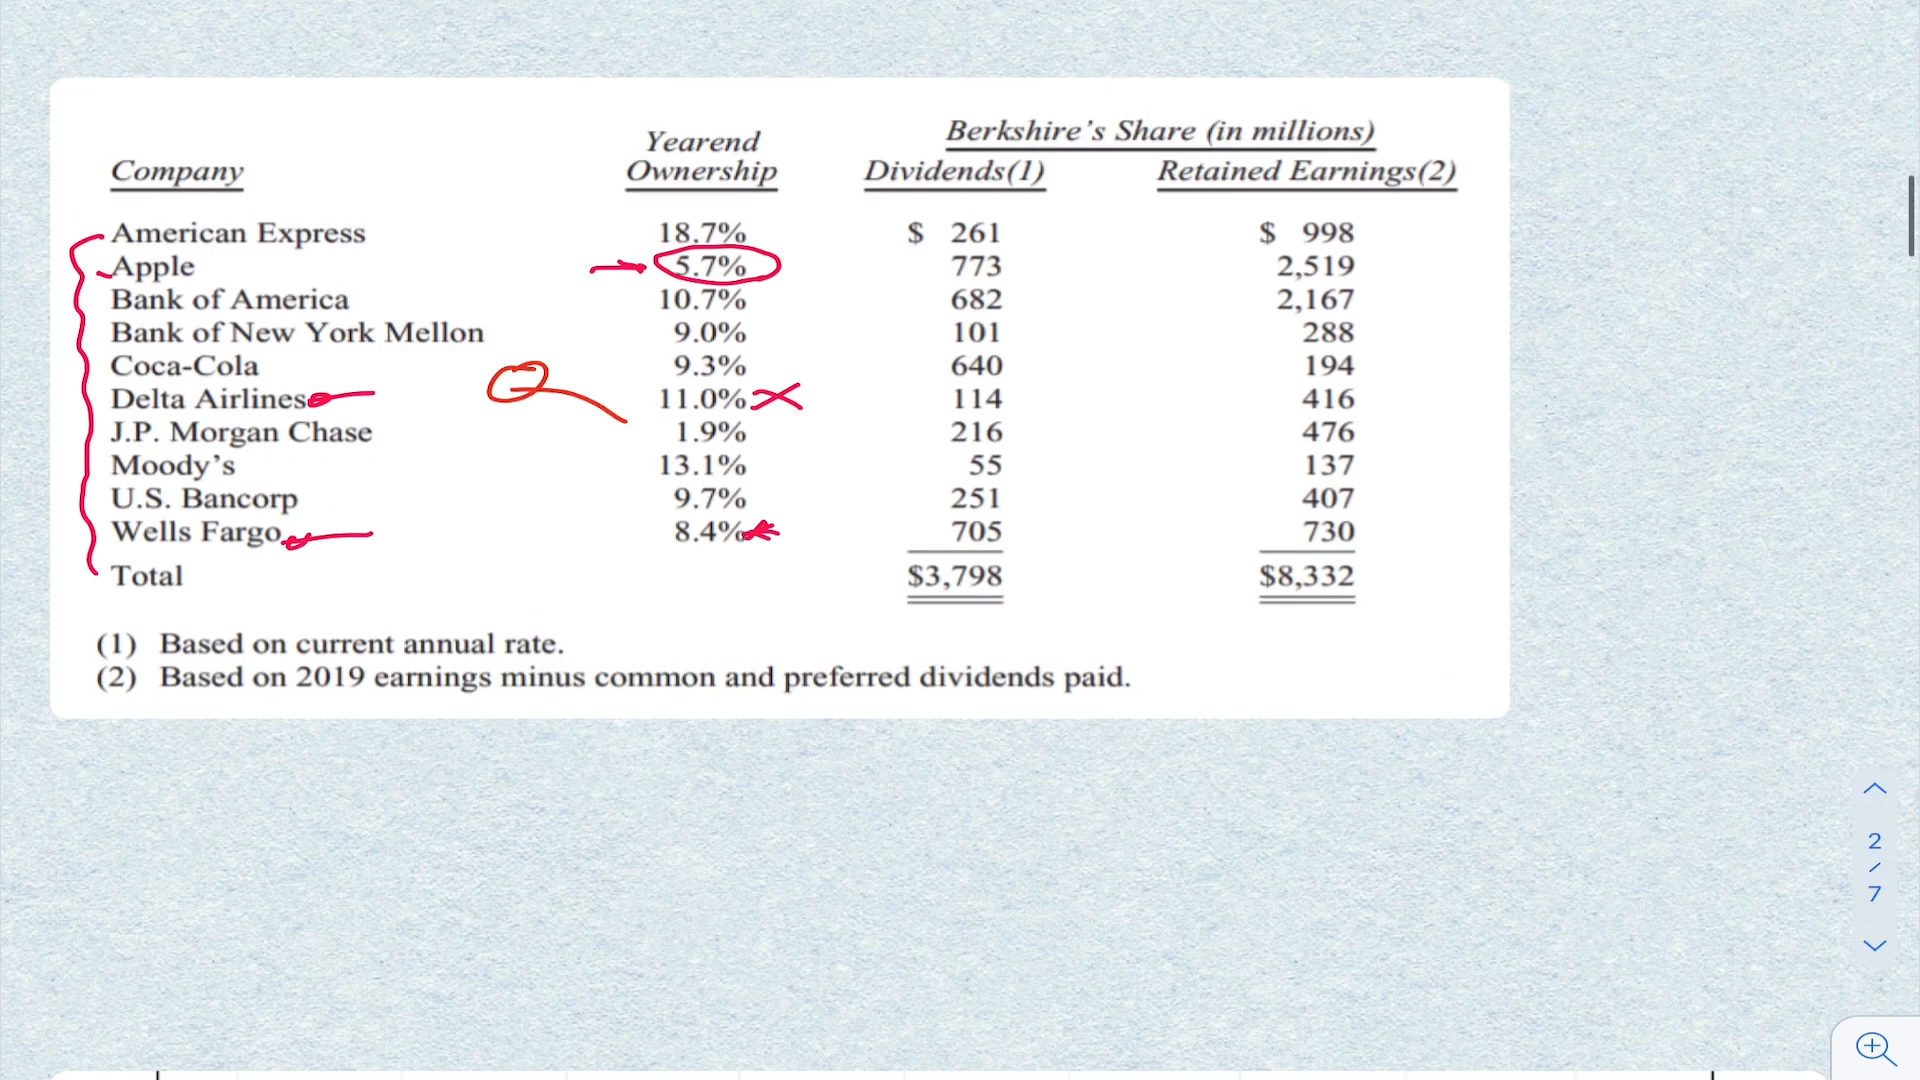 Berkshire's Share (in millions)
Company Yearend Ownership Dividends(1) Retained Earnings(2)
American Express 18.7% $ 261 $ 998
Apple 5.7% 773 2,519
Bank of America 10.7% 682 2,167
Bank of New York Mellon 9.0% 101 288
Coca-Cola 9.3% 640 194
Delta Airlines 11.0% 114 416
J.P. Morgan Chase 1.9% 216 476
Moody's 13.1% 55 137
U.S. Bancorp 9.7% 251 407
Wells Fargo 8.4% 705 730
Total $3,798 $8,332
(1) Based on current annual rate.
(2) Based on 2019 earnings minus common and preferred dividends paid.
2
/
7